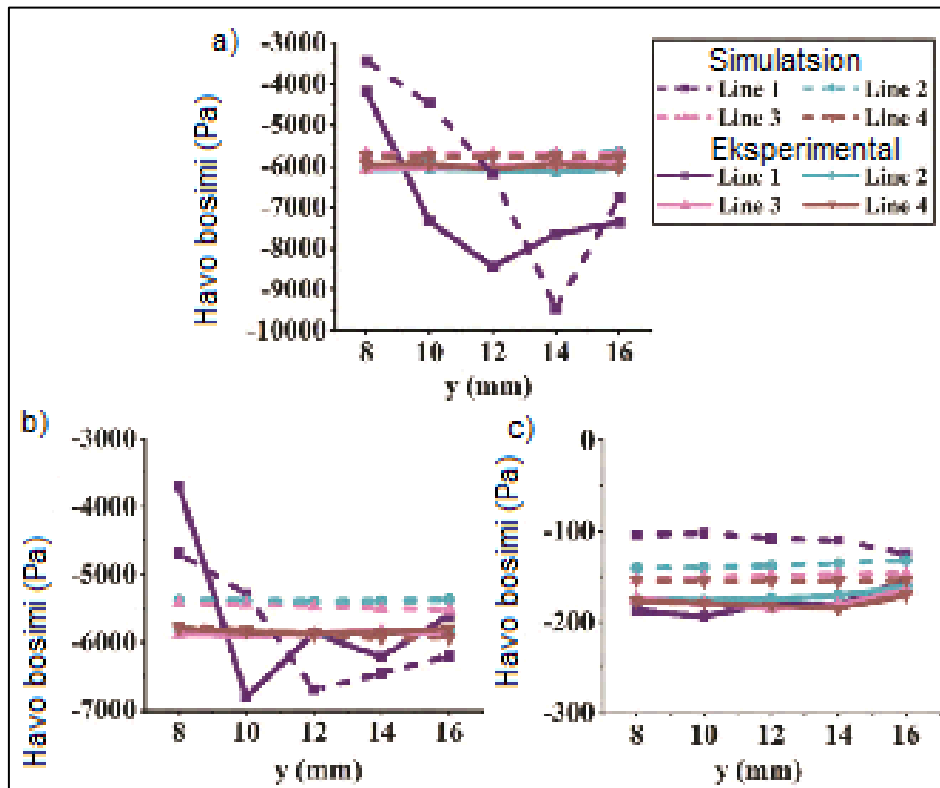 a)
Havo bosimi (Pa)
-3000
-4000
-5000
-6000
-7000
-8000
-9000
-10000
8 10 12 14 16
y (mm)
Simulatsion
Line 1 Line 2
Line 3 Line 4
Eksperimental
Line 1 Line 2
Line 3 Line 4
b)
Havo bosimi (Pa)
-3000
-4000
-5000
-6000
-7000
8 10 12 14 16
y (mm)
c)
Havo bosimi (Pa)
0
-100
-200
-300
8 10 12 14 16
y (mm)